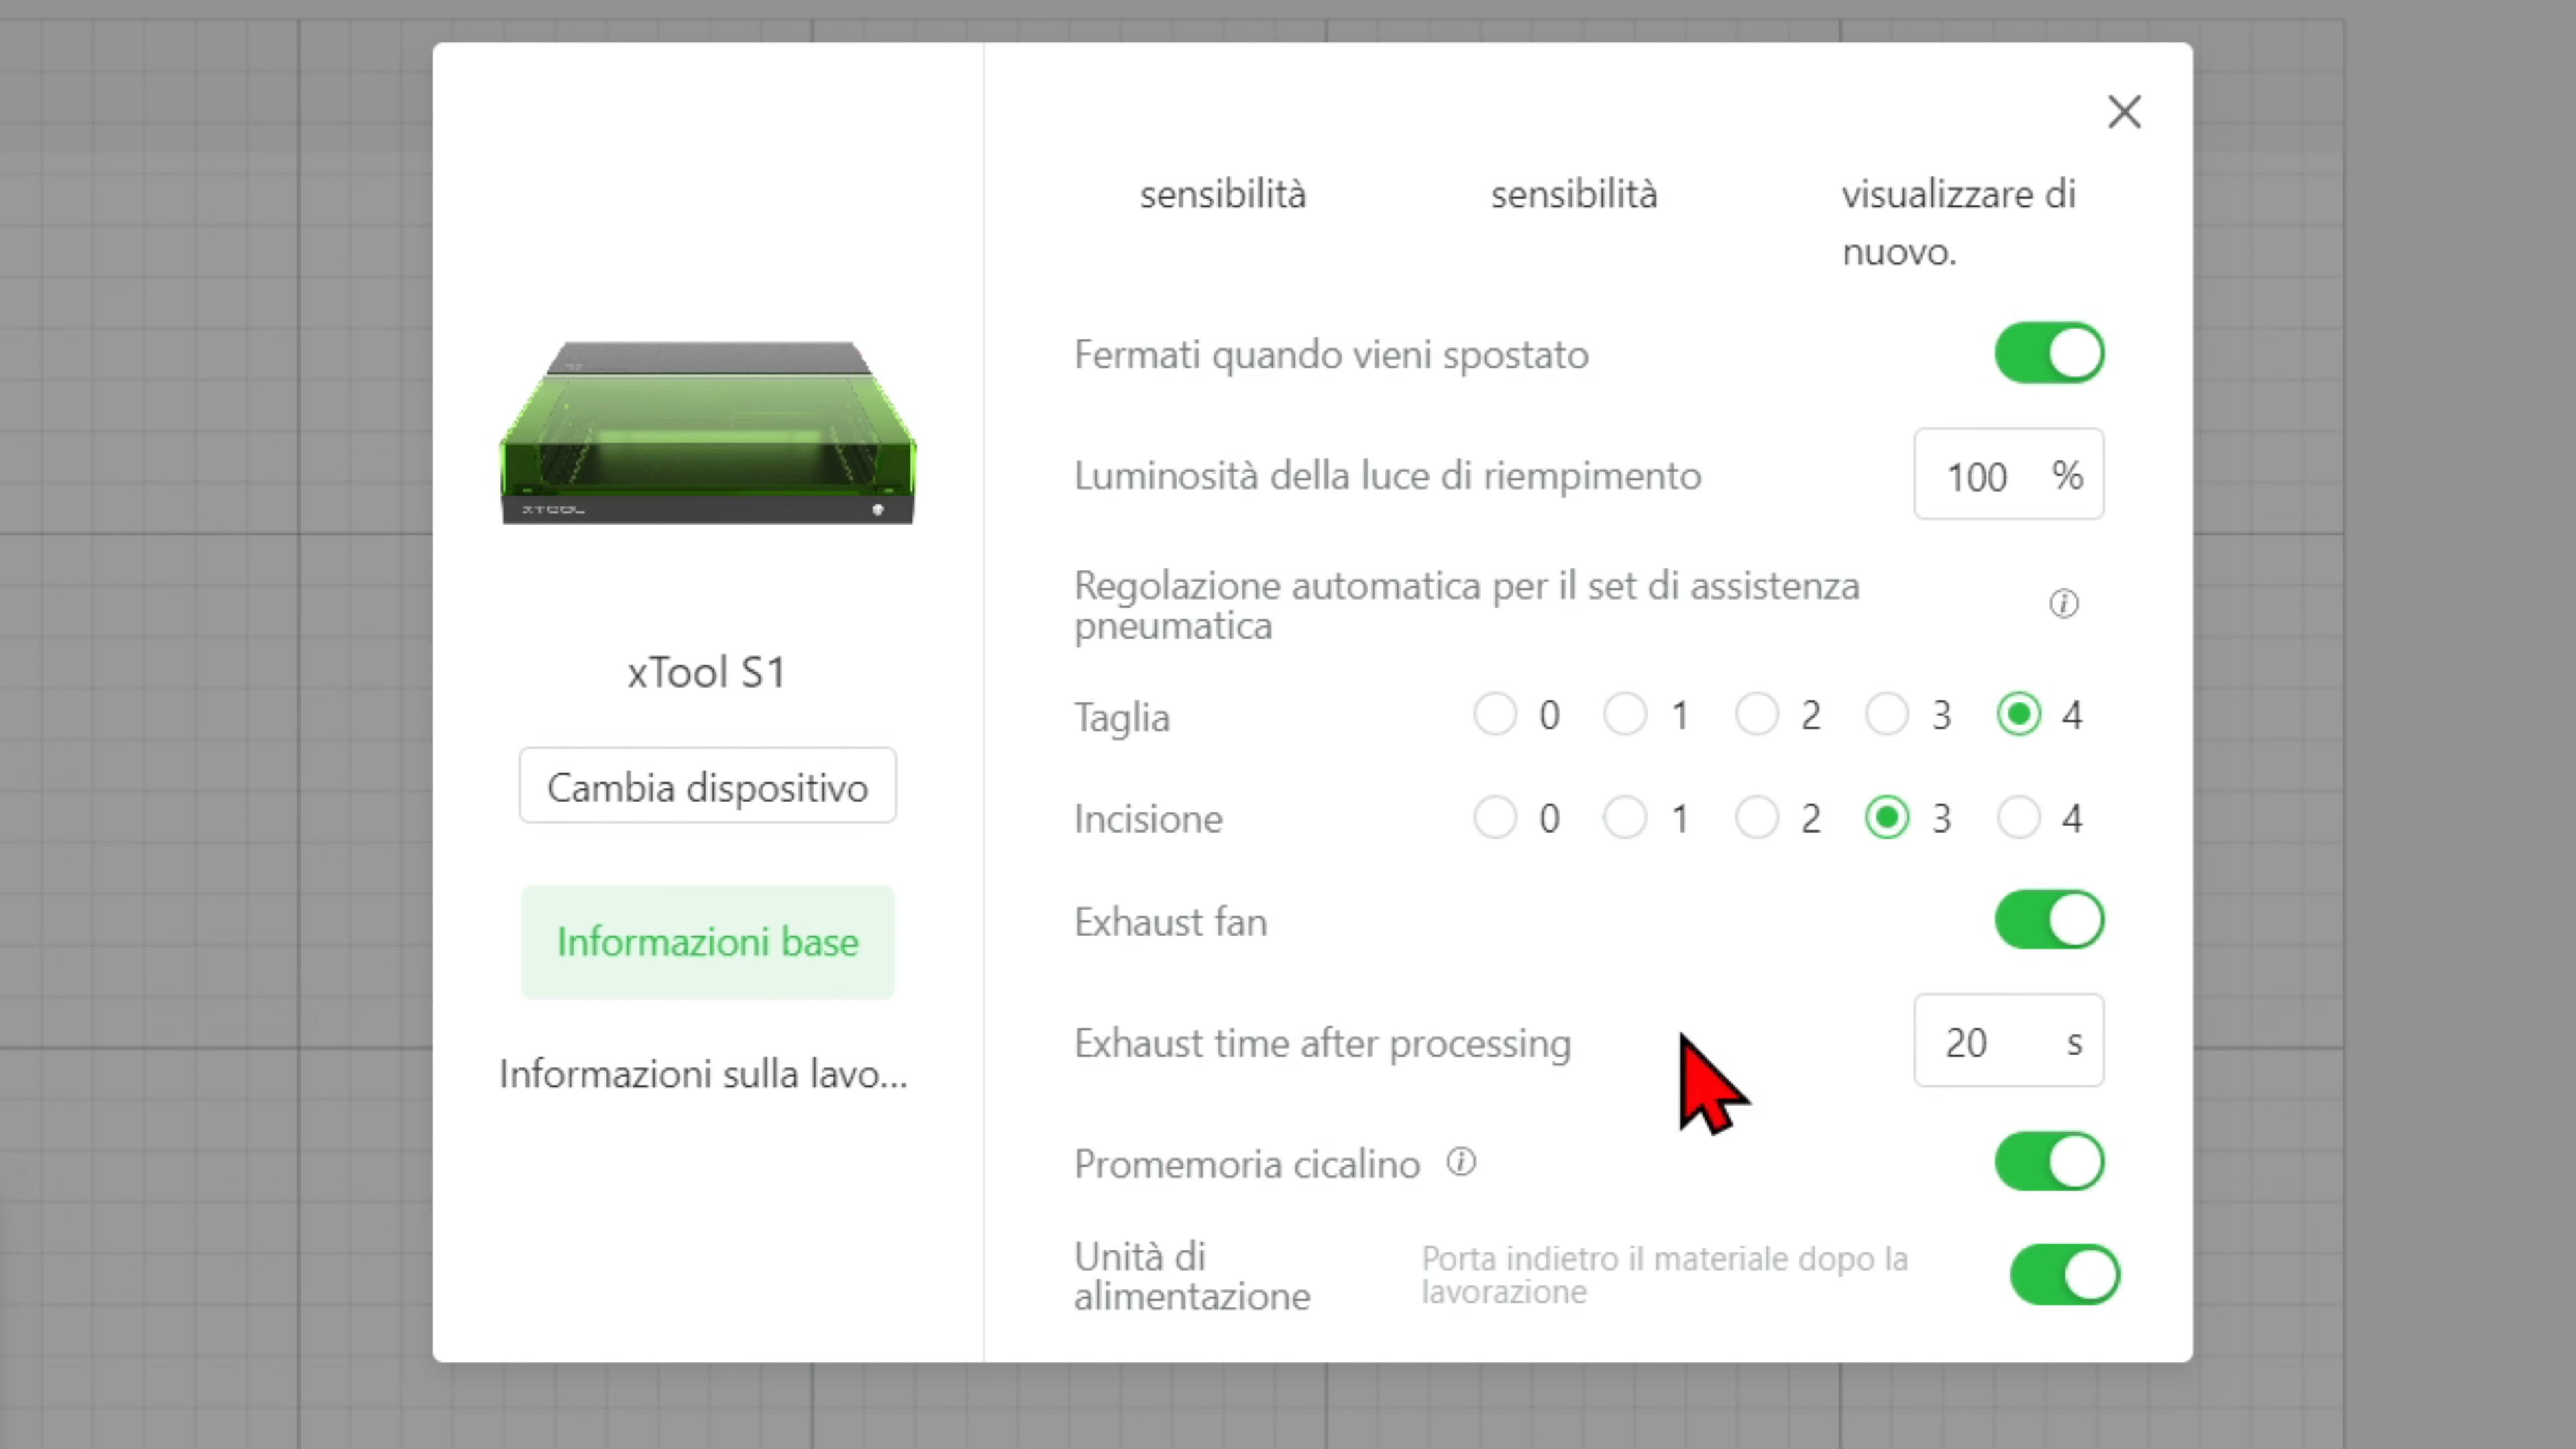 sensibilità
sensibilità
visualizzare di
nuovo.
Fermati quando vieni spostato
Luminosità della luce di riempimento
100 %
Regolazione automatica per il set di assistenza
pneumatica
Taglia 0 1 2 3 4
Incisione 0 1 2 3 4
Exhaust fan
Exhaust time after processing
20 s
Promemoria cicalino
Unità di
alimentazione
Porta indietro il materiale dopo la
lavorazione
XTOOL
xTool S1
Cambia dispositivo
Informazioni base
Informazioni sulla lavo...